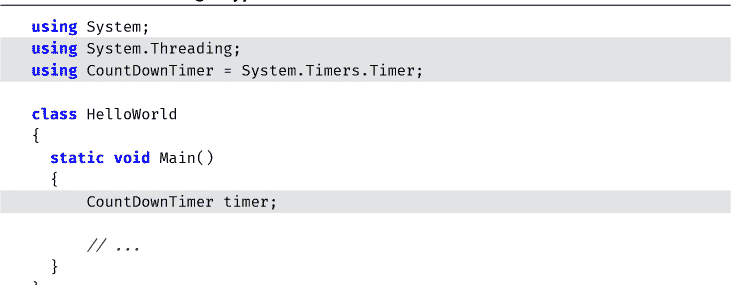 using System;
using System.Threading;
using CountDownTimer = System.Timers.Timer;
class HelloWorld
{
static void Main()
{
CountDownTimer timer;
// ...
}